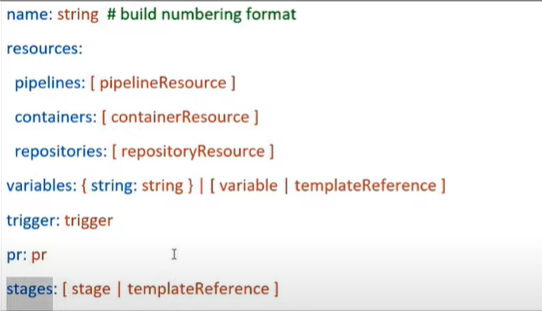 name: string  # build numbering format
resources:
  pipelines: [ pipelineResource ]
  containers: [ containerResource ]
  repositories: [ repositoryResource ]
variables: { string: string } | [ variable | templateReference ]
trigger: trigger
pr: pr
stages: [ stage | templateReference ]